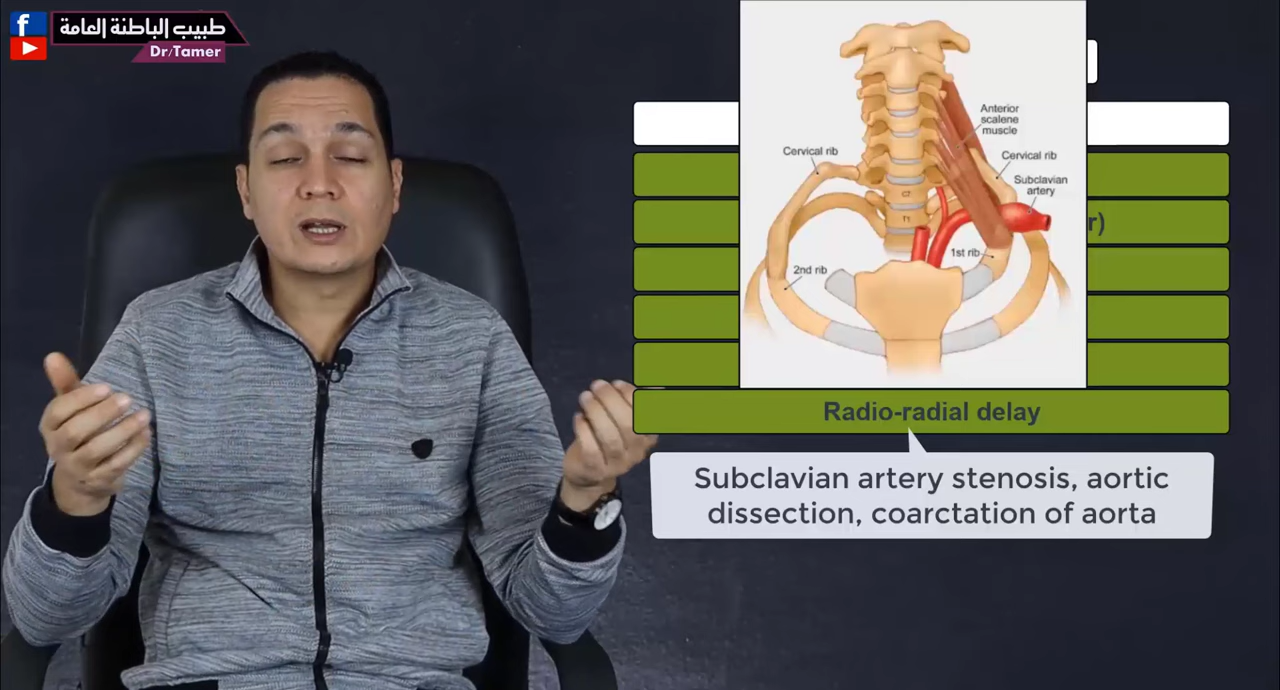 f
طبيب الباطنة العامة
Dr/Tamer
Anterior
scalene
muscle
Cervical rib
Cervical rib
Subclavian
artery
C7
T1
1st rib
2nd rib
r)
Radio-radial delay
Subclavian artery stenosis, aortic
dissection, coarctation of aorta